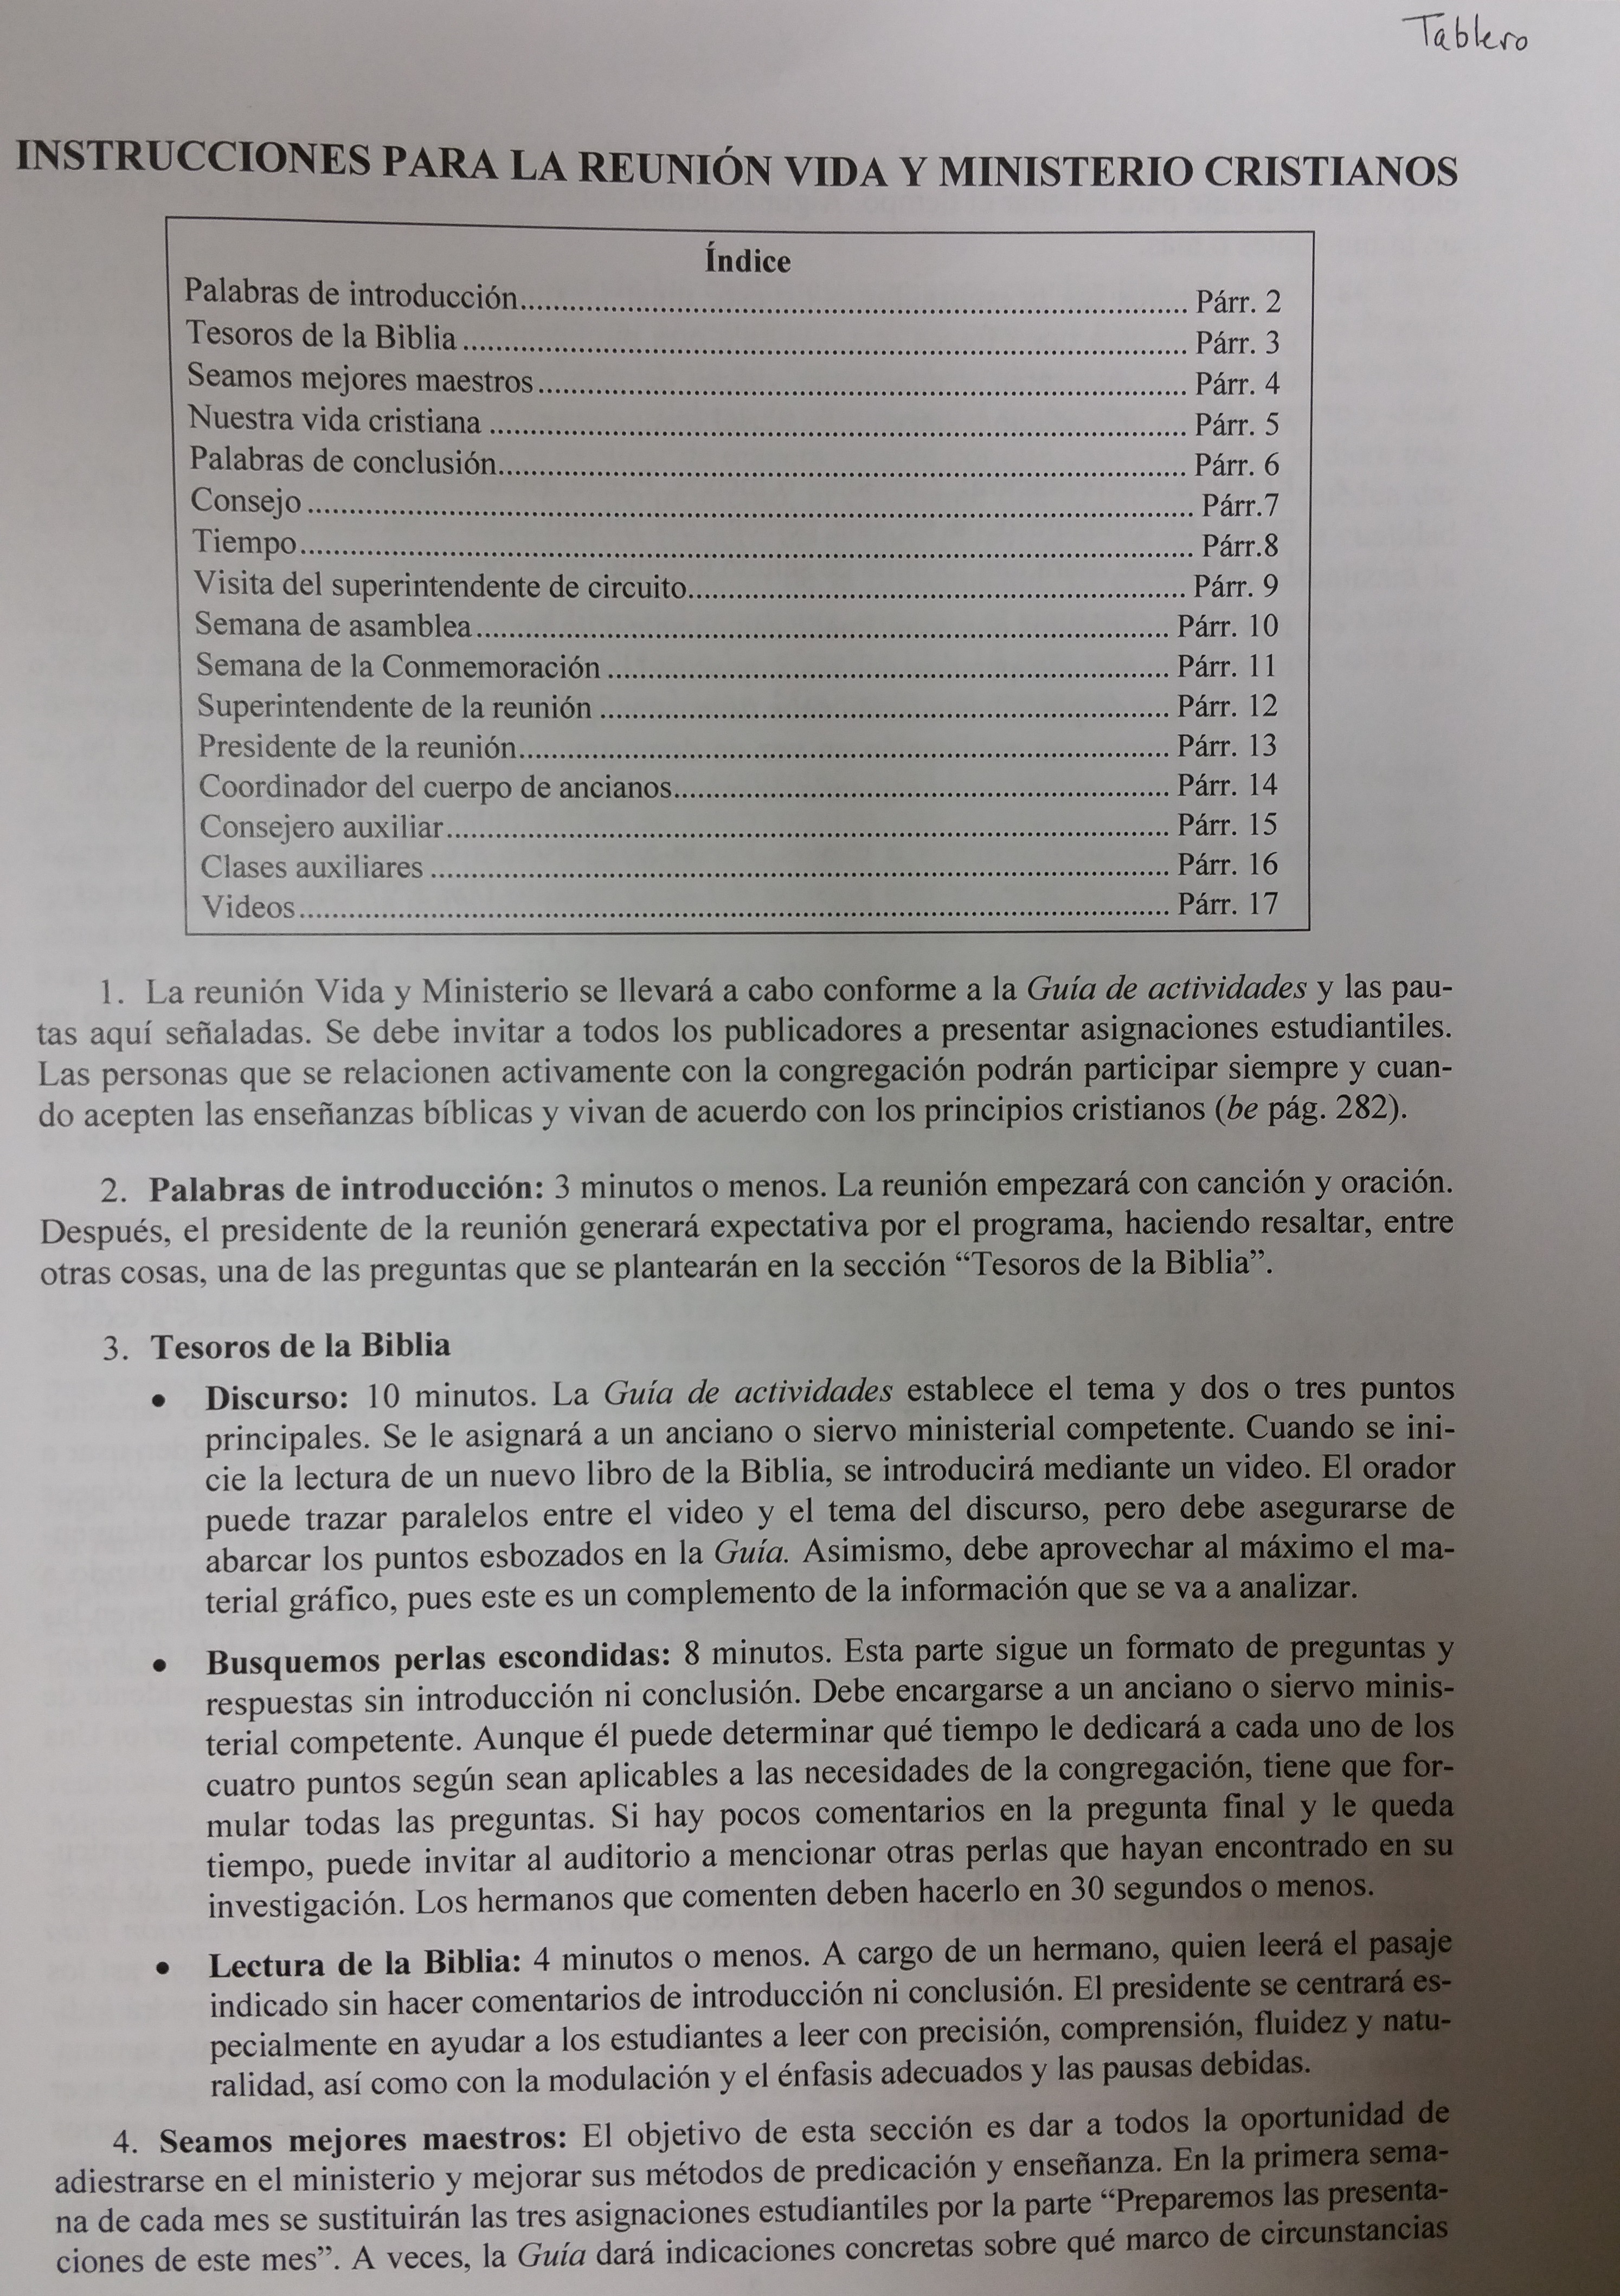 Tablero
INSTRUCCIONES PARA LA REUNIÓN VIDA Y MINISTERIO CRISTIANOS
Índice
Palabras de introducción.......... Párr. 2
Tesoros de la Biblia.......... Párr. 3
Seamos mejores maestros.......... Párr. 4
Nuestra vida cristiana.......... Párr. 5
Palabras de conclusión.......... Párr. 6
Consejo.......... Párr.7
Tiempo.......... Párr.8
Visita del superintendente de circuito.......... Párr. 9
Semana de asamblea.......... Párr. 10
Semana de la Conmemoración.......... Párr. 11
Superintendente de la reunión.......... Párr. 12
Presidente de la reunión.......... Párr. 13
Coordinador del cuerpo de ancianos.......... Párr. 14
Consejero auxiliar.......... Párr. 15
Clases auxiliares.......... Párr. 16
Videos.......... Párr. 17
1. La reunión Vida y Ministerio se llevará a cabo conforme a la Guía de actividades y las pau-
tas aquí señaladas. Se debe invitar a todos los publicadores a presentar asignaciones estudiantiles.
Las personas que se relacionen activamente con la congregación podrán participar siempre y cuan-
do acepten las enseñanzas bíblicas y vivan de acuerdo con los principios cristianos (be pág. 282).
2. Palabras de introducción: 3 minutos o menos. La reunión empezará con canción y oración.
Después, el presidente de la reunión generará expectativa por el programa, haciendo resaltar, entre
otras cosas, una de las preguntas que se plantearán en la sección “Tesoros de la Biblia”.
3. Tesoros de la Biblia
• Discurso: 10 minutos. La Guía de actividades establece el tema y dos o tres puntos
principales. Se le asignará a un anciano o siervo ministerial competente. Cuando se ini-
cie la lectura de un nuevo libro de la Biblia, se introducirá mediante un video. El orador
puede trazar paralelos entre el video y el tema del discurso, pero debe asegurarse de
abarcar los puntos esbozados en la Guía. Asimismo, debe aprovechar al máximo el ma-
terial gráfico, pues este es un complemento de la información que se va a analizar.
• Busquemos perlas escondidas: 8 minutos. Esta parte sigue un formato de preguntas y
respuestas sin introducción ni conclusión. Debe encargarse a un anciano o siervo minis-
terial competente. Aunque él puede determinar qué tiempo le dedicará a cada uno de los
cuatro puntos según sean aplicables a las necesidades de la congregación, tiene que for-
mular todas las preguntas. Si hay pocos comentarios en la pregunta final y le queda
tiempo, puede invitar al auditorio a mencionar otras perlas que hayan encontrado en su
investigación. Los hermanos que comenten deben hacerlo en 30 segundos o menos.
• Lectura de la Biblia: 4 minutos o menos. A cargo de un hermano, quien leerá el pasaje
indicado sin hacer comentarios de introducción ni conclusión. El presidente se centrará es-
pecialmente en ayudar a los estudiantes a leer con precisión, comprensión, fluidez y natu-
ralidad, así como con la modulación y el énfasis adecuados y las pausas debidas.
4. Seamos mejores maestros: El objetivo de esta sección es dar a todos la oportunidad de
adiestrarse en el ministerio y mejorar sus métodos de predicación y enseñanza. En la primera sema-
na de cada mes se sustituirán las tres asignaciones estudiantiles por la parte “Preparemos las presenta-
ciones de este mes”. A veces, la Guía dará indicaciones concretas sobre qué marco de circunstancias